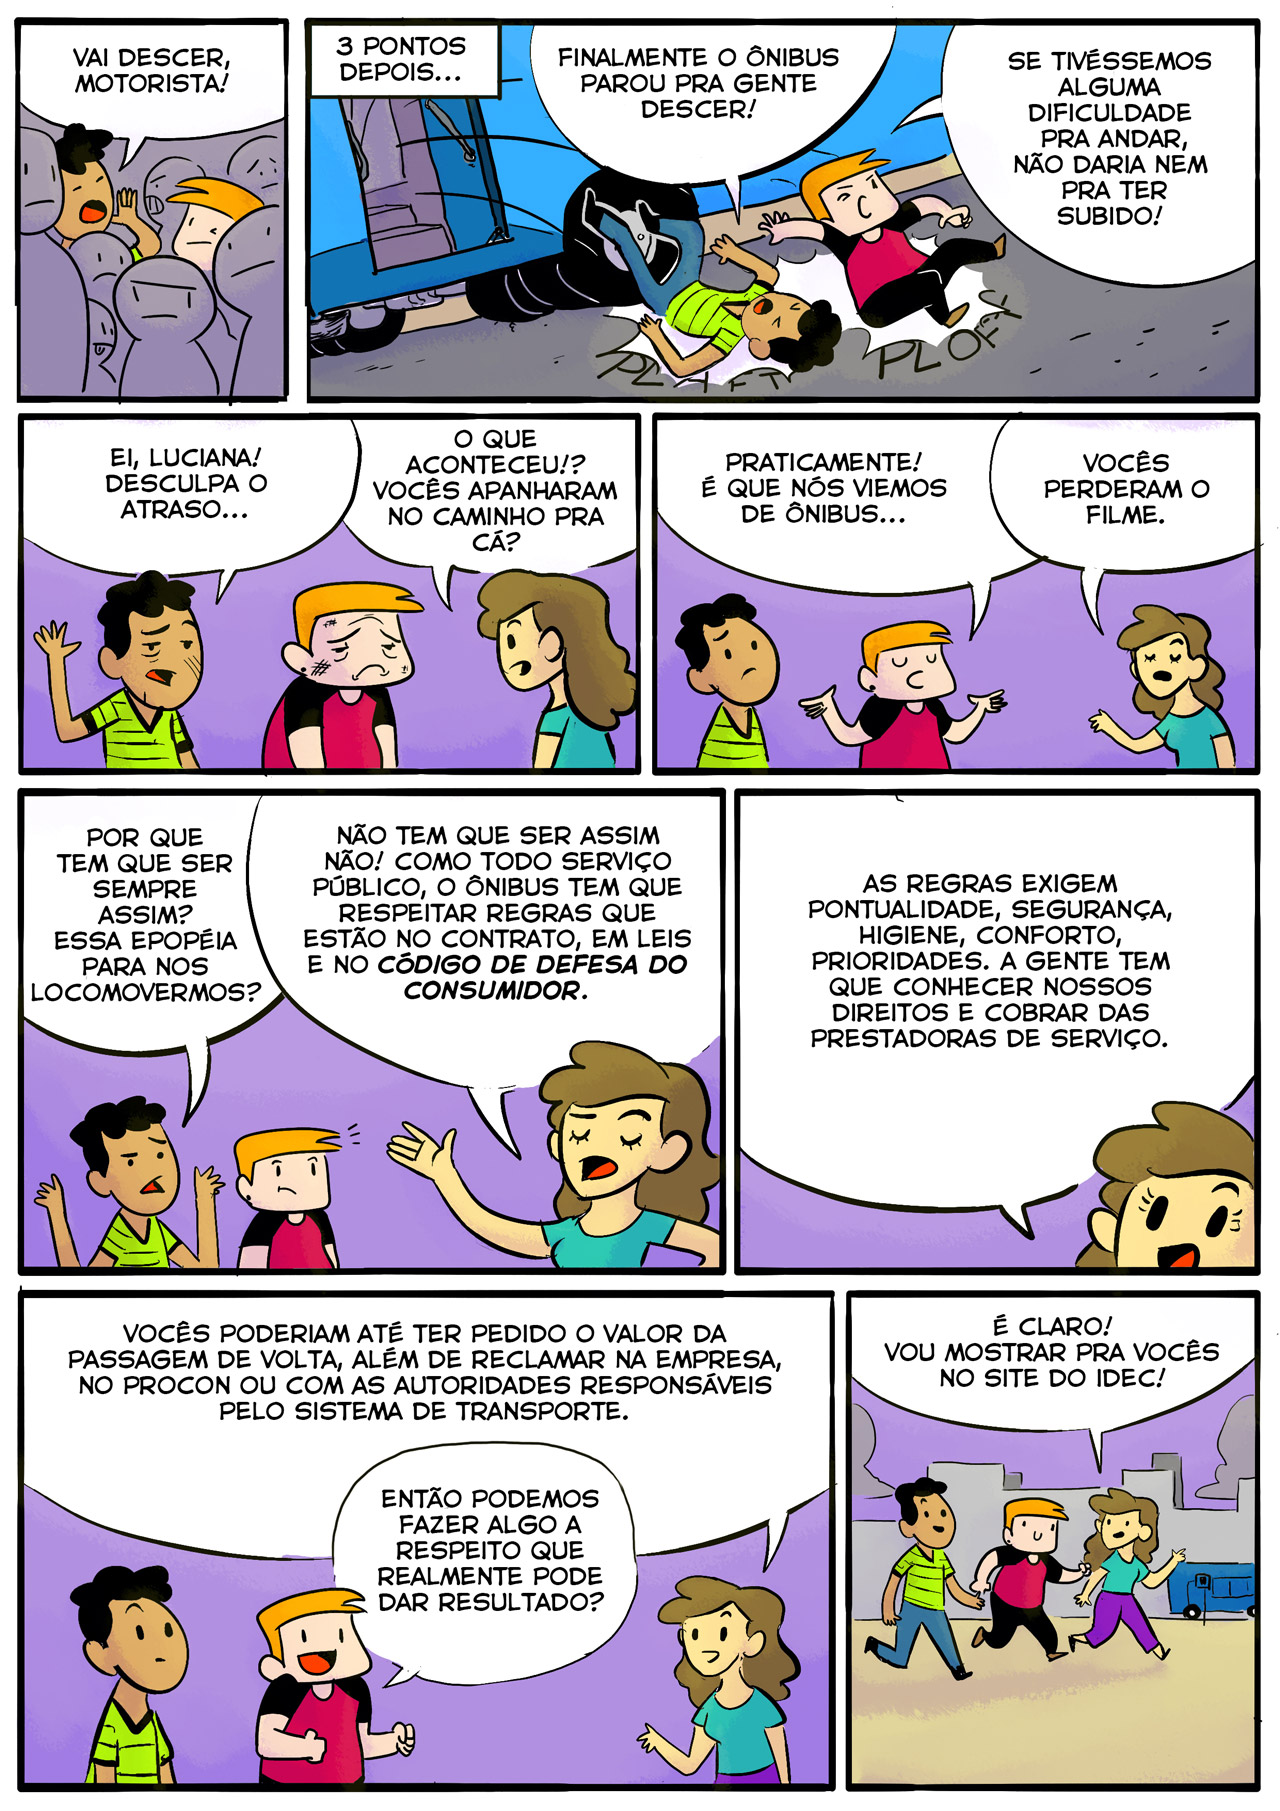 VAI DESCER,
MOTORISTA!
3 PONTOS
DEPOIS...
FINALMENTE O ÔNIBUS
PAROU PRA GENTE
DESCER!
SE TIVÉSSEMOS
ALGUMA
DIFICULDADE
PRA ANDAR,
NÃO DARIA NEM
PRA TER
SUBIDO!
PLAFT
PLOFT
EI, LUCIANA!
DESCULPA O
ATRASO...
O QUE
ACONTECEU!?
VOCÊS APANHARAM
NO CAMINHO PRA
CÁ?
PRATICAMENTE!
É QUE NÓS VIEMOS
DE ÔNIBUS...
VOCÊS
PERDERAM O
FILME.
POR QUE
TEM QUE SER
SEMPRE
ASSIM?
ESSA EPOPÉIA
PARA NOS
LOCOMOVERMOS?
NÃO TEM QUE SER ASSIM
NÃO! COMO TODO SERVIÇO
PÚBLICO, O ÔNIBUS TEM QUE
RESPEITAR REGRAS QUE
ESTÃO NO CONTRATO, EM LEIS
E NO CÓDIGO DE DEFESA DO
CONSUMIDOR.
AS REGRAS EXIGEM
PONTUALIDADE, SEGURANÇA,
HIGIENE, CONFORTO,
PRIORIDADES. A GENTE TEM
QUE CONHECER NOSSOS
DIREITOS E COBRAR DAS
PRESTADORAS DE SERVIÇO.
VOCÊS PODERIAM ATÉ TER PEDIDO O VALOR DA
PASSAGEM DE VOLTA, ALÉM DE RECLAMAR NA EMPRESA,
NO PROCON OU COM AS AUTORIDADES RESPONSÁVEIS
PELO SISTEMA DE TRANSPORTE.
ENTÃO PODEMOS
FAZER ALGO A
RESPEITO QUE
REALMENTE PODE
DAR RESULTADO?
É CLARO!
VOU MOSTRAR PRA VOCÊS
NO SITE DO IDEC!